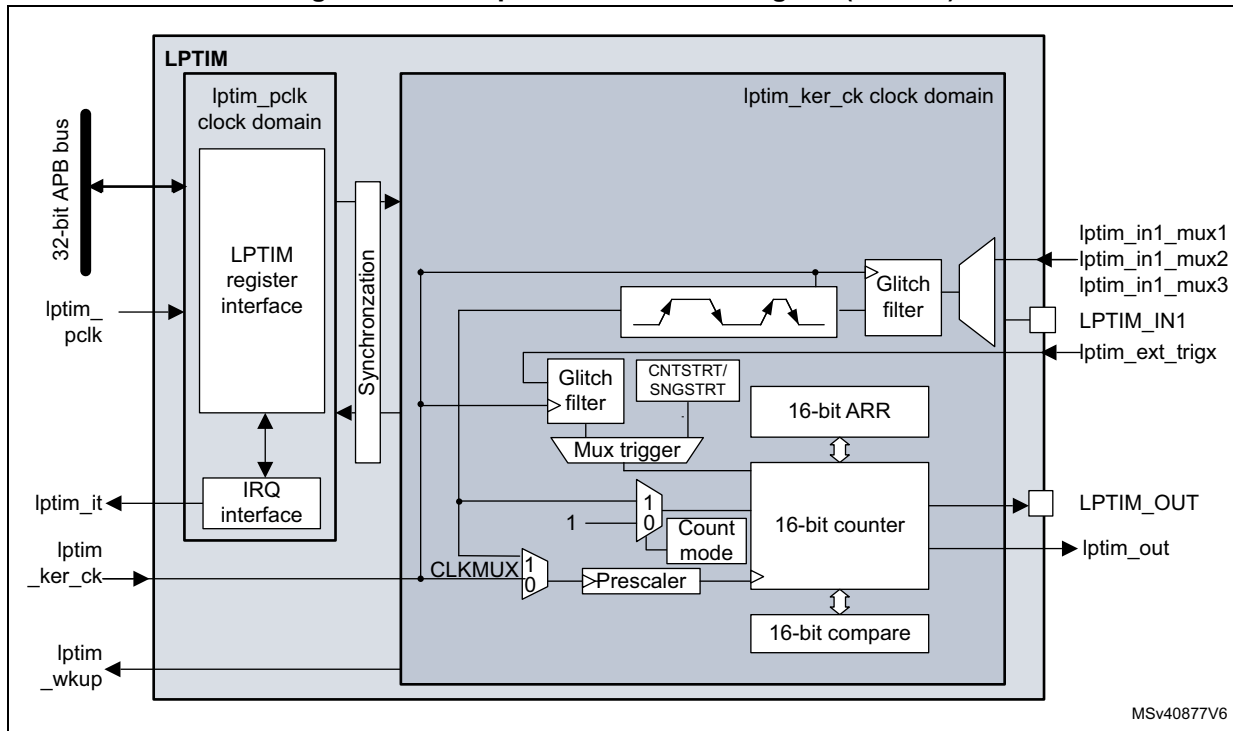 LPTIM
lptim_pclk
clock domain
lptim_ker_ck clock domain
32-bit APB bus
LPTIM
register
interface
Synchronzation
lptim_
pclk
lptim_in1_mux1
lptim_in1_mux2
lptim_in1_mux3
Glitch
filter
LPTIM_IN1
lptim_ext_trigx
Glitch
filter
CNTSTRT/
SNGSTRT
16-bit ARR
Mux trigger
IRQ
interface
lptim_it
1
1
0
Count
mode
16-bit counter
LPTIM_OUT
lptim_out
lptim
_ker_ck
CLKMUX
1
0
Prescaler
16-bit compare
lptim
_wkup
MSv40877V6